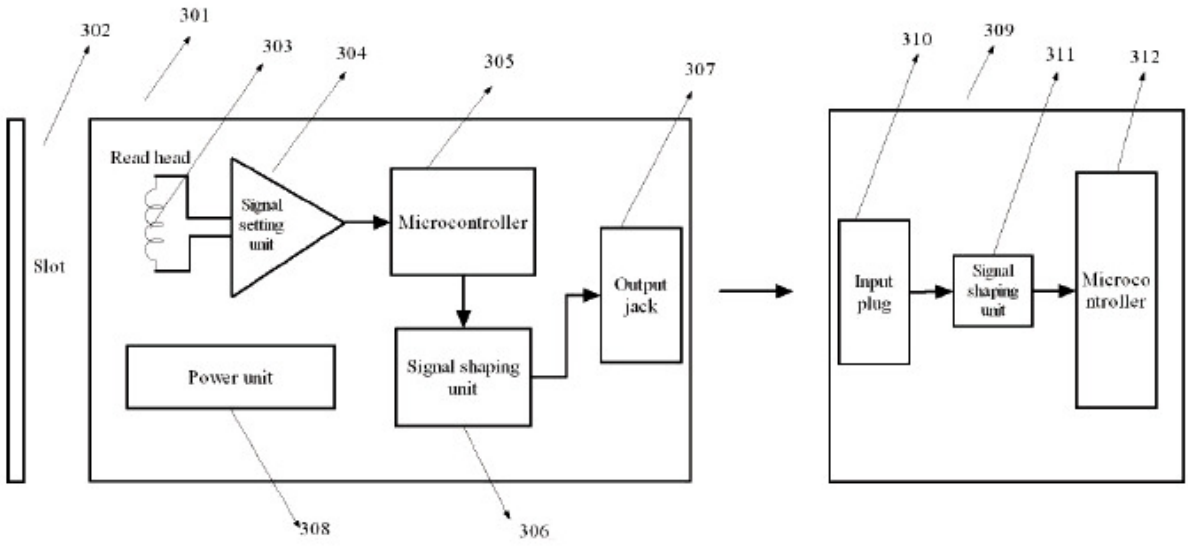 302
301
303
304
305
307
310
309
311
312
Read head
Signal
setting
unit
Microcontroller
Slot
Output
jack
Input
plug
Signal
shaping
unit
Microco
ntroller
Power unit
Signal shaping
unit
308
306